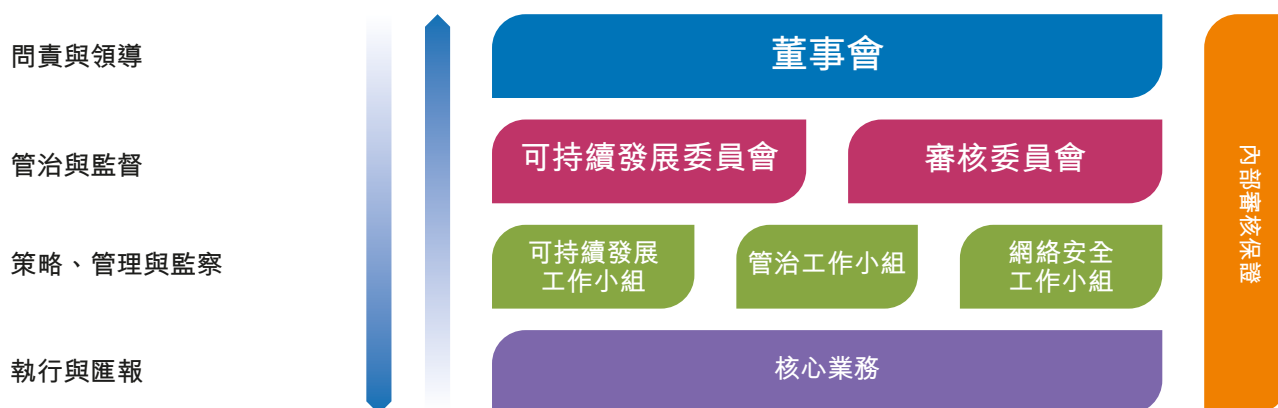 問責與領導
董事會
管治與監督
可持續發展委員會
審核委員會
策略、管理與監察
可持續發展
工作小組
管治工作小組
網絡安全
工作小組
執行與匯報
核心業務
內部審核保證